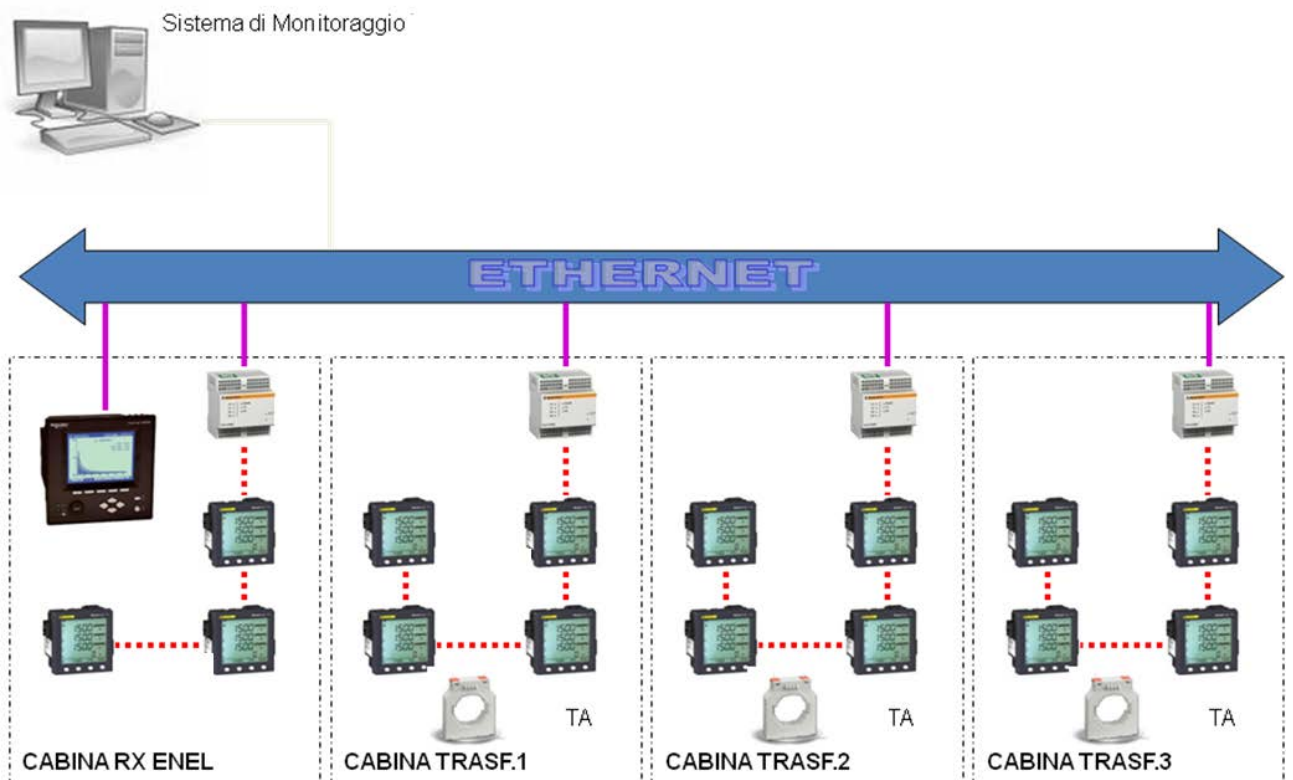 Sistema di Monitoraggio
ETHERNET
TA
TA
TA
CABINA RX ENEL
CABINA TRASF.1
CABINA TRASF.2
CABINA TRASF.3